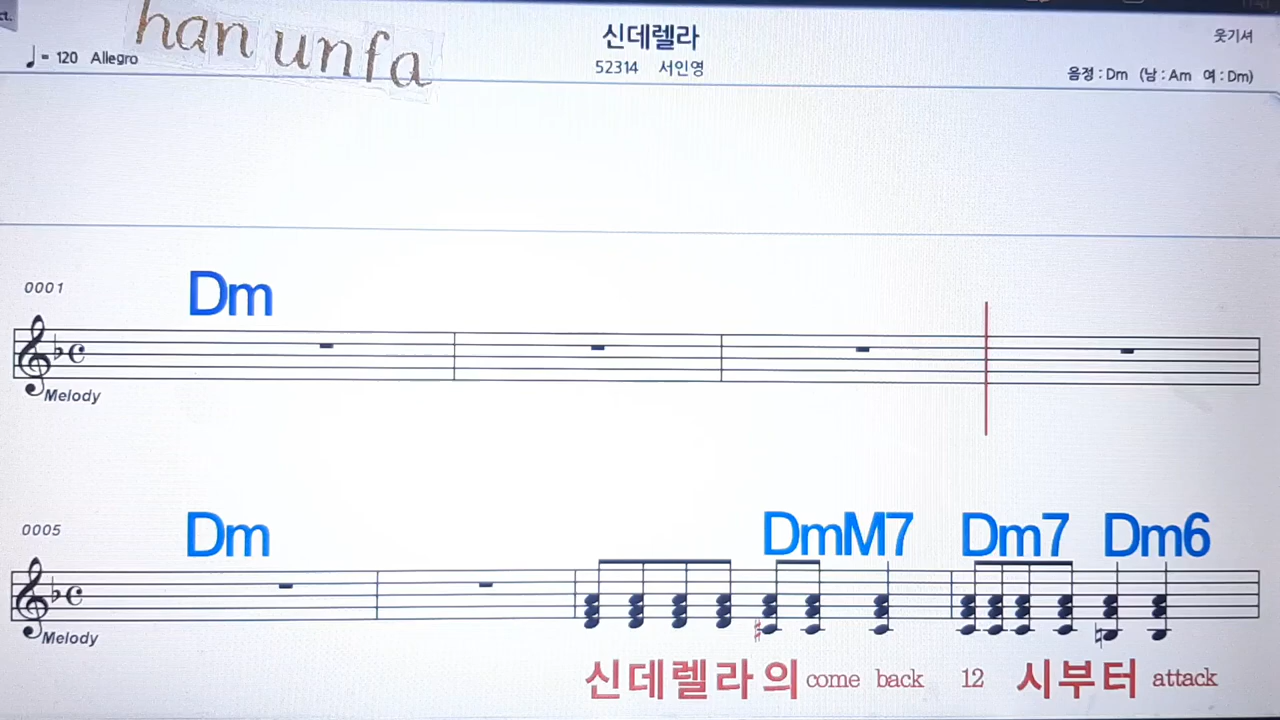 ct.
han unfa
신데렐라
웃기셔
♩= 120 Allegro
52314 서인영
음정 : Dm (남 : Am 여 : Dm)
0001
Dm
Melody
0005
Dm DmM7 Dm7 Dm6
Melody
신데렐라의 come back 12 시부터 attack